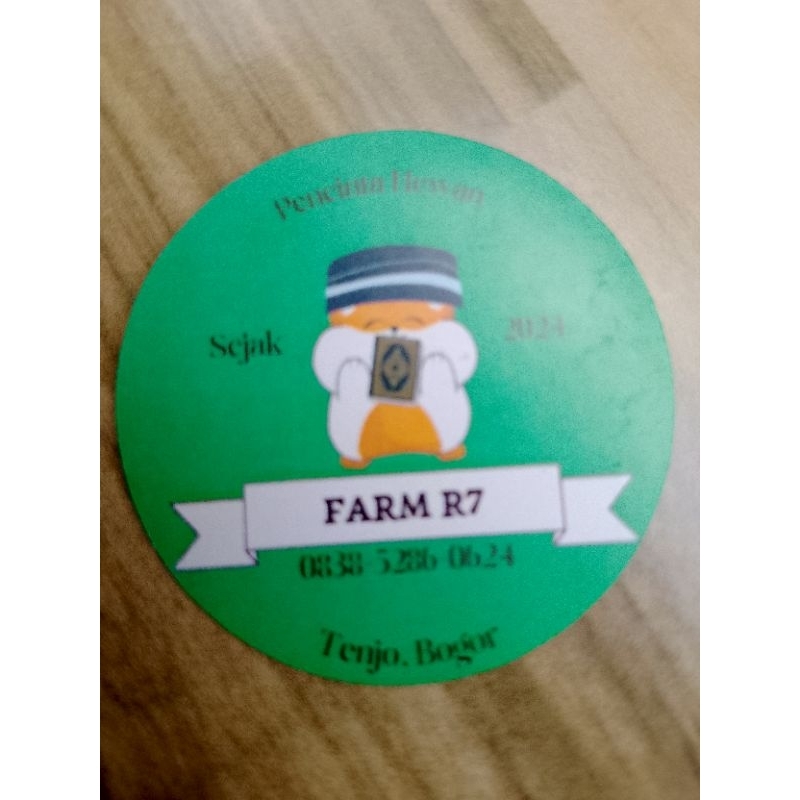 Pencinta Hewan
Sejak 2024
FARM R7
0838-5286-0624
Tenjo, Bogor